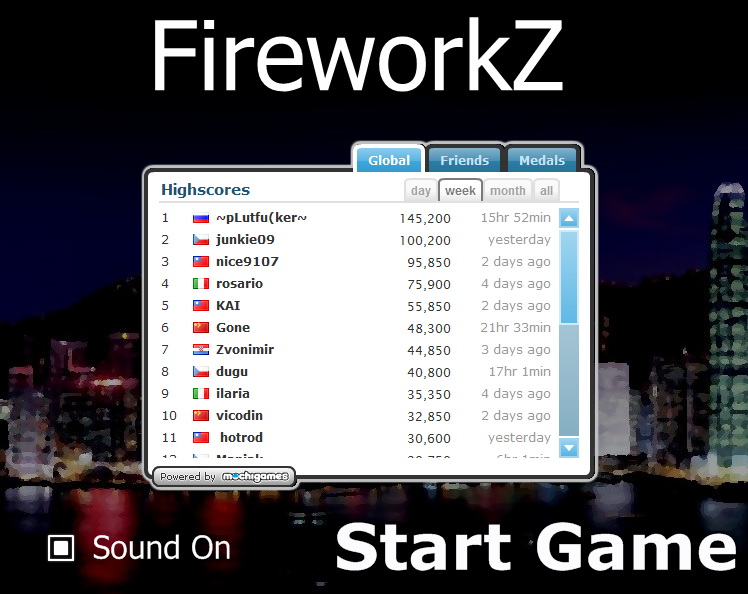 FireworkZ
Global Friends Medals
Highscores day week month all
1 ~pLutfu(ker~ 145,200 15hr 52min
2 junkie09 100,200 yesterday
3 nice9107 95,850 2 days ago
4 rosario 75,900 4 days ago
5 KAI 55,850 2 days ago
6 Gone 48,300 21hr 33min
7 Zvonimir 44,850 3 days ago
8 dugu 40,800 17hr 1min
9 ilaria 35,350 4 days ago
10 vicodin 32,850 2 days ago
11 hotrod 30,600 yesterday
Powered by mochigames
Sound On Start Game